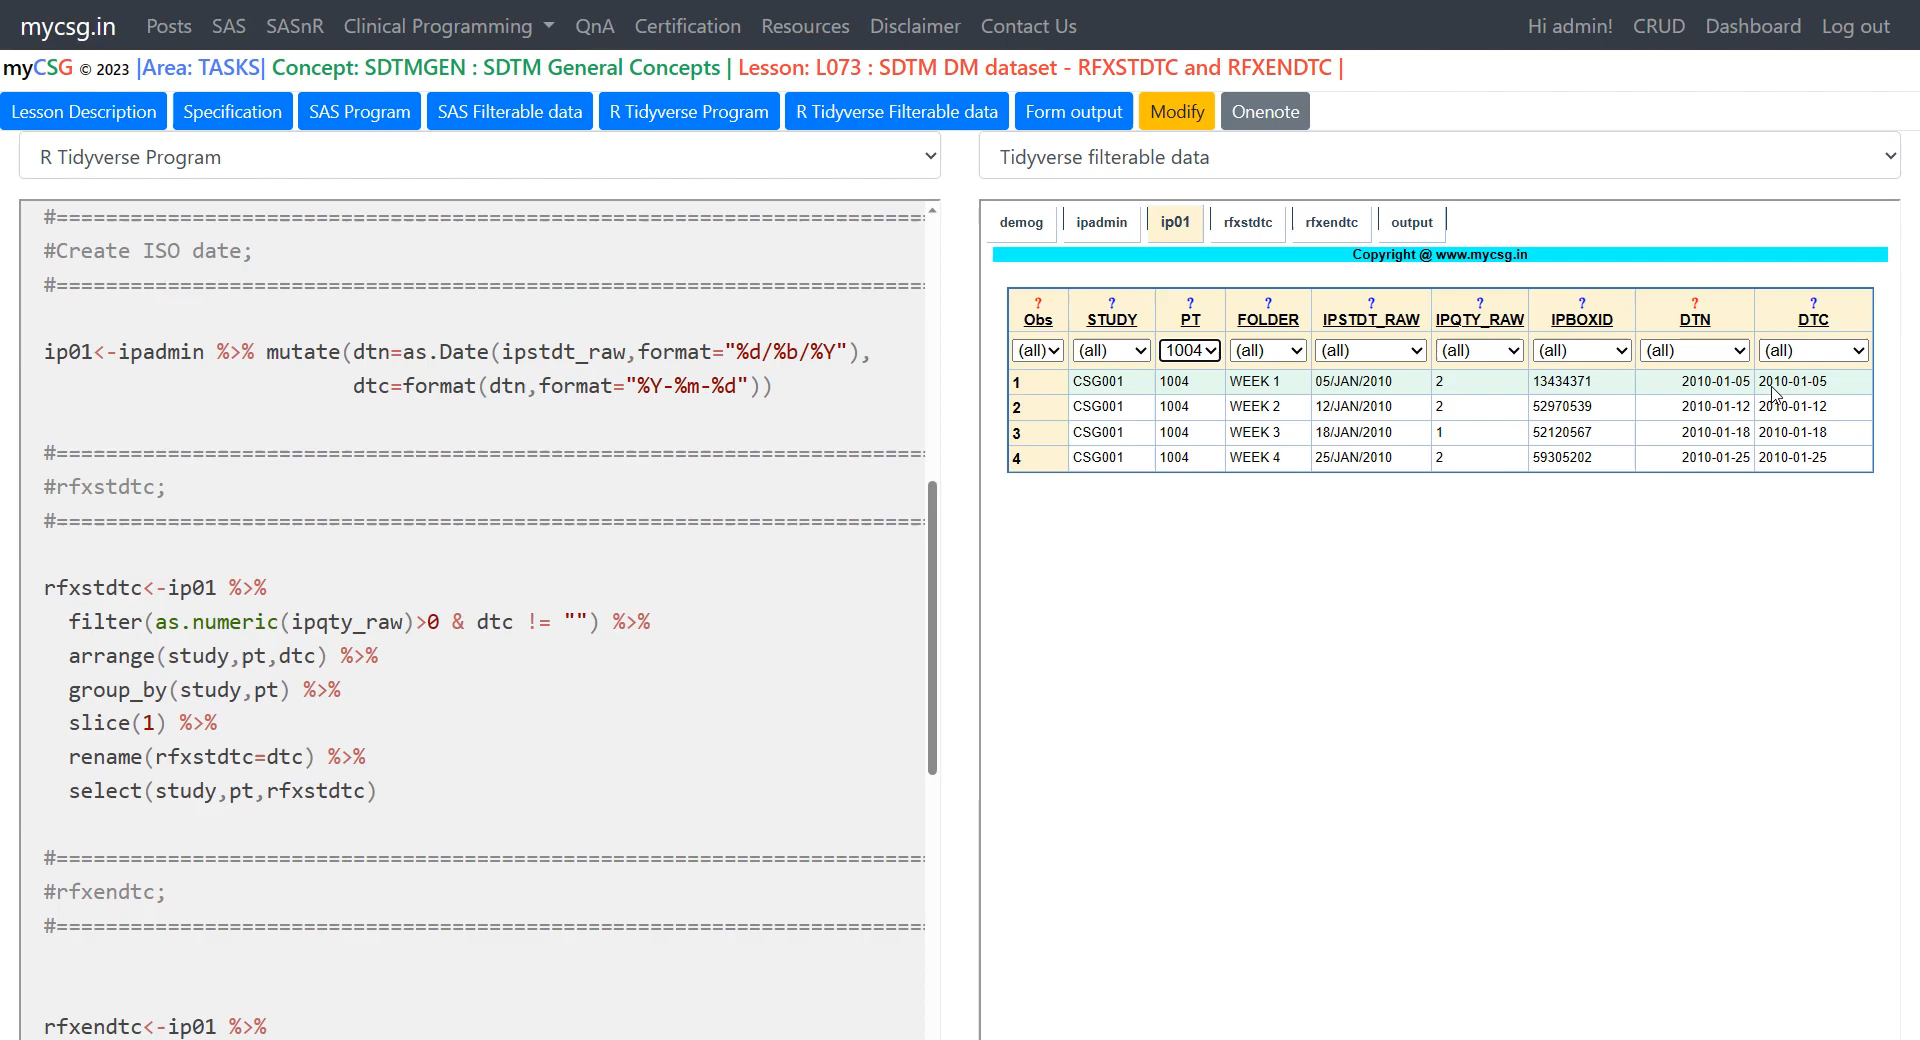 mycsg.in Posts SAS SASnR Clinical Programming QnA Certification Resources Disclaimer Contact Us Hi admin! CRUD Dashboard Log out
myCSG © 2023 |Area: TASKS| Concept: SDTMGEN : SDTM General Concepts | Lesson: L073 : SDTM DM dataset - RFXSTDTC and RFXENDTC |
Lesson Description Specification SAS Program SAS Filterable data R Tidyverse Program R Tidyverse Filterable data Form output Modify Onenote
R Tidyverse Program
#=======================================================================
#Create ISO date;
#=======================================================================
ip01<-ipadmin %>% mutate(dtn=as.Date(ipstdt_raw,format="%d/%b/%Y"),
dtc=format(dtn,format="%Y-%m-%d"))
#=======================================================================
#rfxstdtc;
#=======================================================================
rfxstdtc<-ip01 %>%
filter(as.numeric(ipqty_raw)>0 & dtc != "") %>%
arrange(study,pt,dtc) %>%
group_by(study,pt) %>%
slice(1) %>%
rename(rfxstdtc=dtc) %>%
select(study,pt,rfxstdtc)
#=======================================================================
#rfxendtc;
#=======================================================================
rfxendtc<-ip01 %>%
Tidyverse filterable data
demog ipadmin ip01 rfxstdtc rfxendtc output
Copyright @ www.mycsg.in
? ? ? ? ? ? ? ? ?
Obs STUDY PT FOLDER IPSTDT_RAW IPQTY_RAW IPBOXID DTN DTC
(all) (all) 1004 (all) (all) (all) (all) (all) (all)
1 CSG001 1004 WEEK 1 05/JAN/2010 2 13434371 2010-01-05 2010-01-05
2 CSG001 1004 WEEK 2 12/JAN/2010 2 52970539 2010-01-12 2010-01-12
3 CSG001 1004 WEEK 3 18/JAN/2010 1 52120567 2010-01-18 2010-01-18
4 CSG001 1004 WEEK 4 25/JAN/2010 2 59305202 2010-01-25 2010-01-25